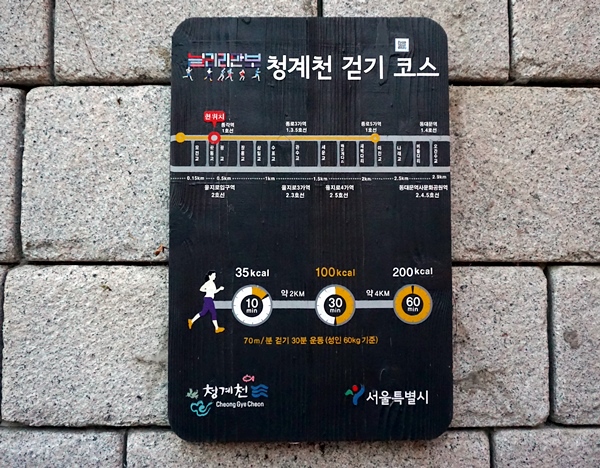 청계천 걷기 코스
현위치
종각역 종로3가역 종로5가역 동대문역
1호선 1.3.5호선 1호선 1.4호선
0.15km 0.5km 1km 1.5km 2km 2.5km 2.9km
을지로입구역 을지로3가역 을지로4가역 동대문역사문화공원역
2호선 2.3호선 2.5호선 2.4.5호선
35kcal 100kcal 200kcal
10 min 약 2KM 30 min 약 4KM 60 min
70m/분 걷기 30분 운동 (성인 60kg 기준)
청계천 서울특별시
Cheong Gye Cheon